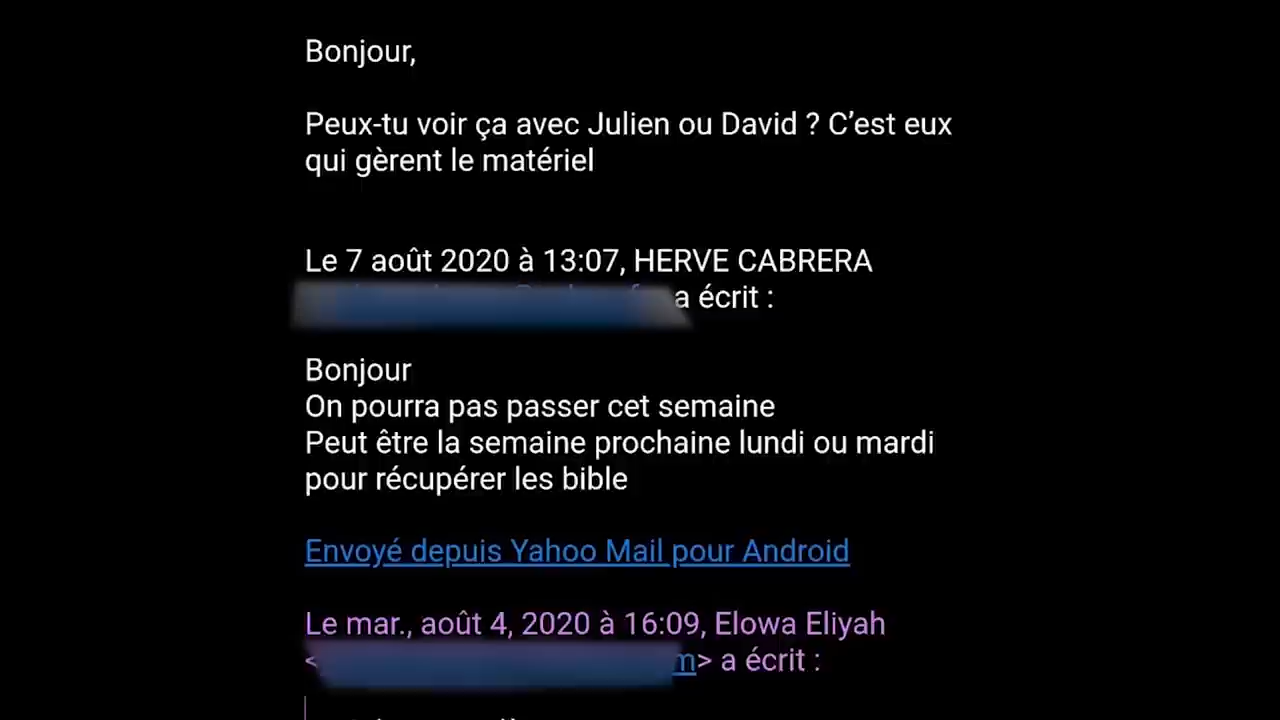 Bonjour,
Peux-tu voir ça avec Julien ou David ? C’est eux
qui gèrent le matériel
Le 7 août 2020 à 13:07, HERVE CABRERA
a écrit :
Bonjour
On pourra pas passer cet semaine
Peut être la semaine prochaine lundi ou mardi
pour récupérer les bible
Envoyé depuis Yahoo Mail pour Android
Le mar., août 4, 2020 à 16:09, Elowa Eliyah
< m> a écrit :